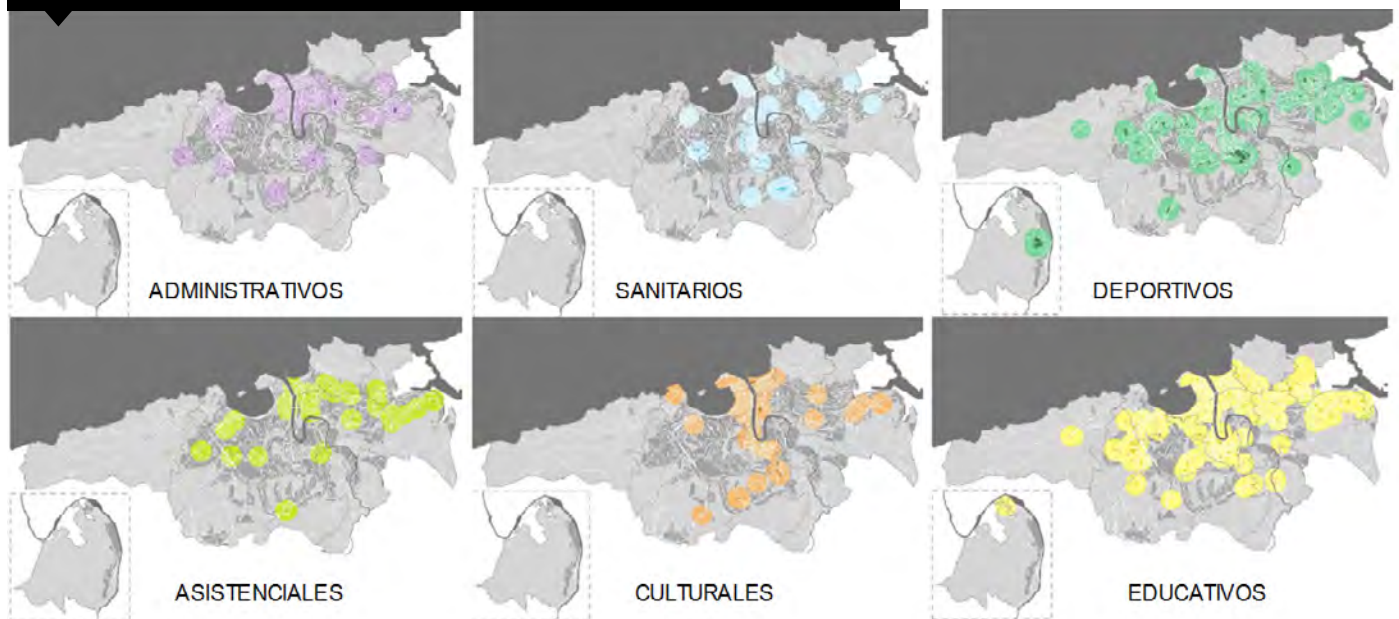 ADMINISTRATIVOS
SANITARIOS
DEPORTIVOS
ASISTENCIALES
CULTURALES
EDUCATIVOS